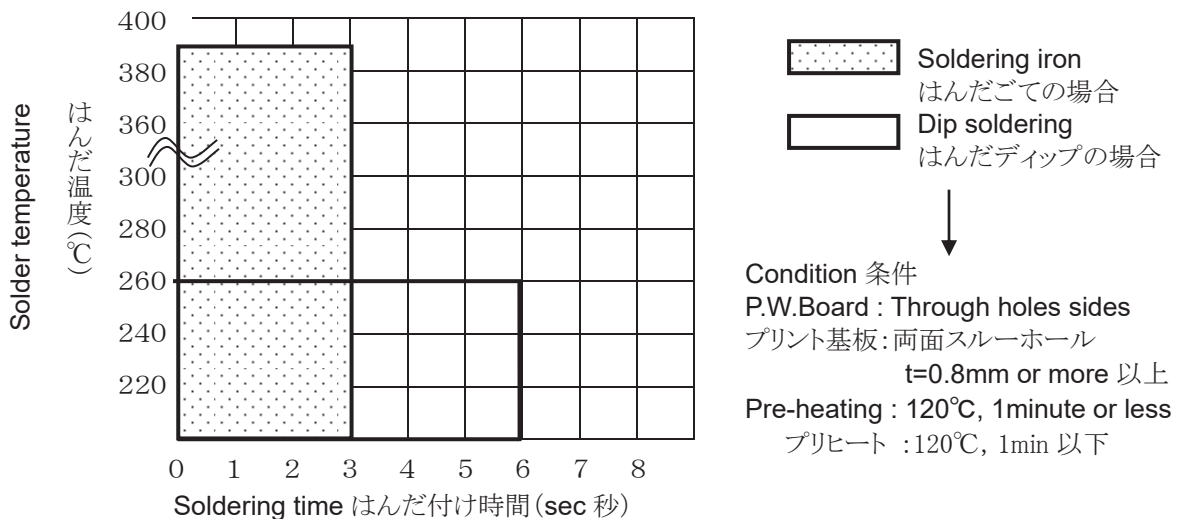 Solder temperature
はんだ温度(℃)
400
380
360
300
280
260
240
220
0 1 2 3 4 5 6 7 8
Soldering time はんだ付け時間(sec 秒)
Soldering iron
はんだごての場合
Dip soldering
はんだディップの場合
Condition 条件
P.W.Board : Through holes sides
プリント基板:両面スルーホール
t=0.8mm or more 以上
Pre-heating : 120℃, 1minute or less
プリヒート :120℃, 1min 以下